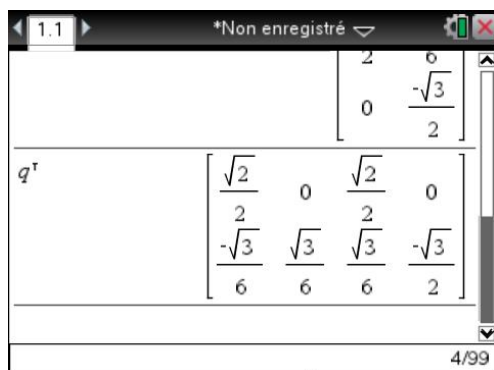 1.1 *Non enregistré
2 6
0 -√3/2
qᵀ [ √2/2 0 √2/2 0
-√3/6 √3/6 √3/6 -√3/2 ]
4/99